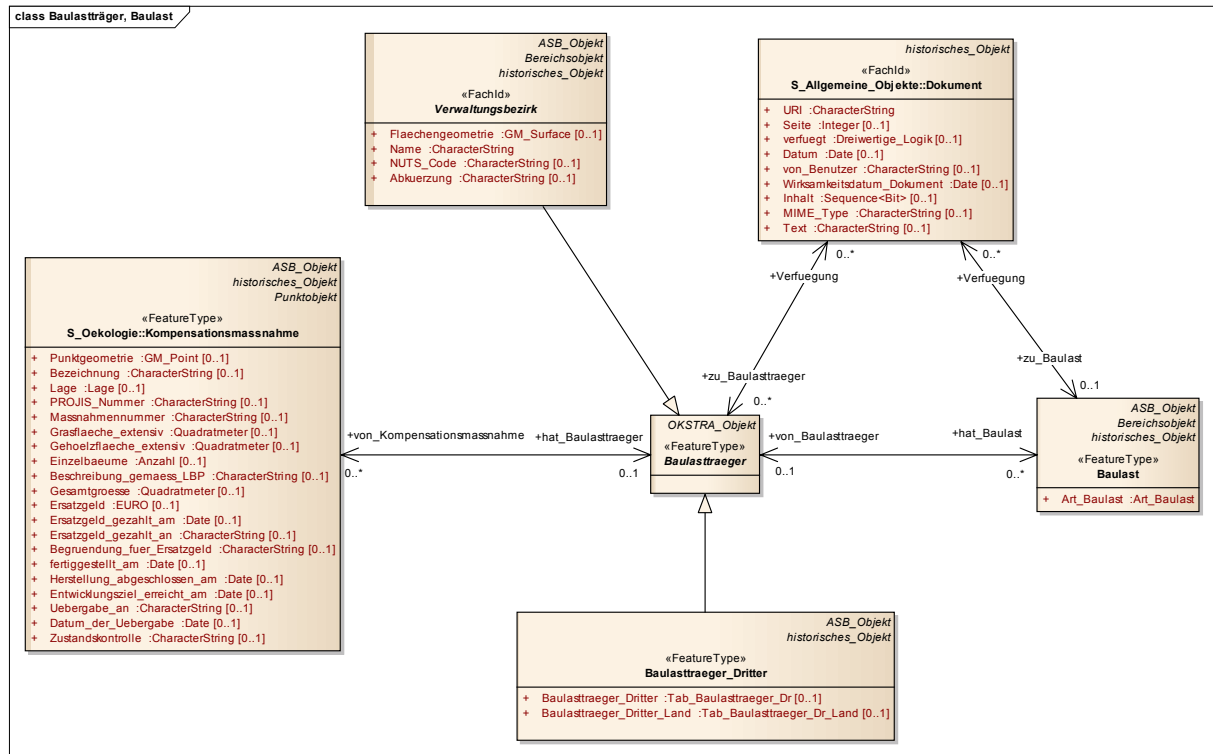 class Baulastträger, Baulast
ASB_Objekt
Bereichsobjekt
historisches_Objekt
«FachId»
Verwaltungsbezirk
+ Flaechengeometrie :GM_Surface [0..1]
+ Name :CharacterString
+ NUTS_Code :CharacterString [0..1]
+ Abkuerzung :CharacterString [0..1]
historisches_Objekt
«FachId»
S_Allgemeine_Objekte::Dokument
+ URI :CharacterString
+ Seite :Integer [0..1]
+ verfuegt :Dreiwertige_Logik [0..1]
+ Datum :Date [0..1]
+ von_Benutzer :CharacterString [0..1]
+ Wirksamkeitsdatum_Dokument :Date [0..1]
+ Inhalt :Sequence<Bit> [0..1]
+ MIME_Type :CharacterString [0..1]
+ Text :CharacterString [0..1]
ASB_Objekt
historisches_Objekt
Punktobjekt
«FeatureType»
S_Oekologie::Kompensationsmassnahme
+ Punktgeometrie :GM_Point [0..1]
+ Bezeichnung :CharacterString [0..1]
+ Lage :Lage [0..1]
+ PROJIS_Nummer :CharacterString [0..1]
+ Massnahmennummer :CharacterString [0..1]
+ Grasflaeche_extensiv :Quadratmeter [0..1]
+ Gehoelzflaeche_extensiv :Quadratmeter [0..1]
+ Einzelbaeume :Anzahl [0..1]
+ Beschreibung_gemaess_LBP :CharacterString [0..1]
+ Gesamtgroesse :Quadratmeter [0..1]
+ Ersatzgeld :EURO [0..1]
+ Ersatzgeld_gezahlt_am :Date [0..1]
+ Ersatzgeld_gezahlt_an :CharacterString [0..1]
+ Begruendung_fuer_Ersatzgeld :CharacterString [0..1]
+ fertiggestellt_am :Date [0..1]
+ Herstellung_abgeschlossen_am :Date [0..1]
+ Entwicklungsziel_erreicht_am :Date [0..1]
+ Uebergabe_an :CharacterString [0..1]
+ Datum_der_Uebergabe :Date [0..1]
+ Zustandskontrolle :CharacterString [0..1]
0..*
+Verfuegung
0..*
+Verfuegung
+zu_Baulasttraeger
0..*
+zu_Baulast
0..1
+von_Kompensationsmassnahme
0..*
+hat_Baulasttraeger
0..1
OKSTRA_Objekt
«FeatureType»
Baulasttraeger
+von_Baulasttraeger
0..1
+hat_Baulast
0..*
ASB_Objekt
Bereichsobjekt
historisches_Objekt
«FeatureType»
Baulast
+ Art_Baulast :Art_Baulast
ASB_Objekt
historisches_Objekt
«FeatureType»
Baulasttraeger_Dritter
+ Baulasttraeger_Dritter :Tab_Baulasttraeger_Dr [0..1]
+ Baulasttraeger_Dritter_Land :Tab_Baulasttraeger_Dr_Land [0..1]